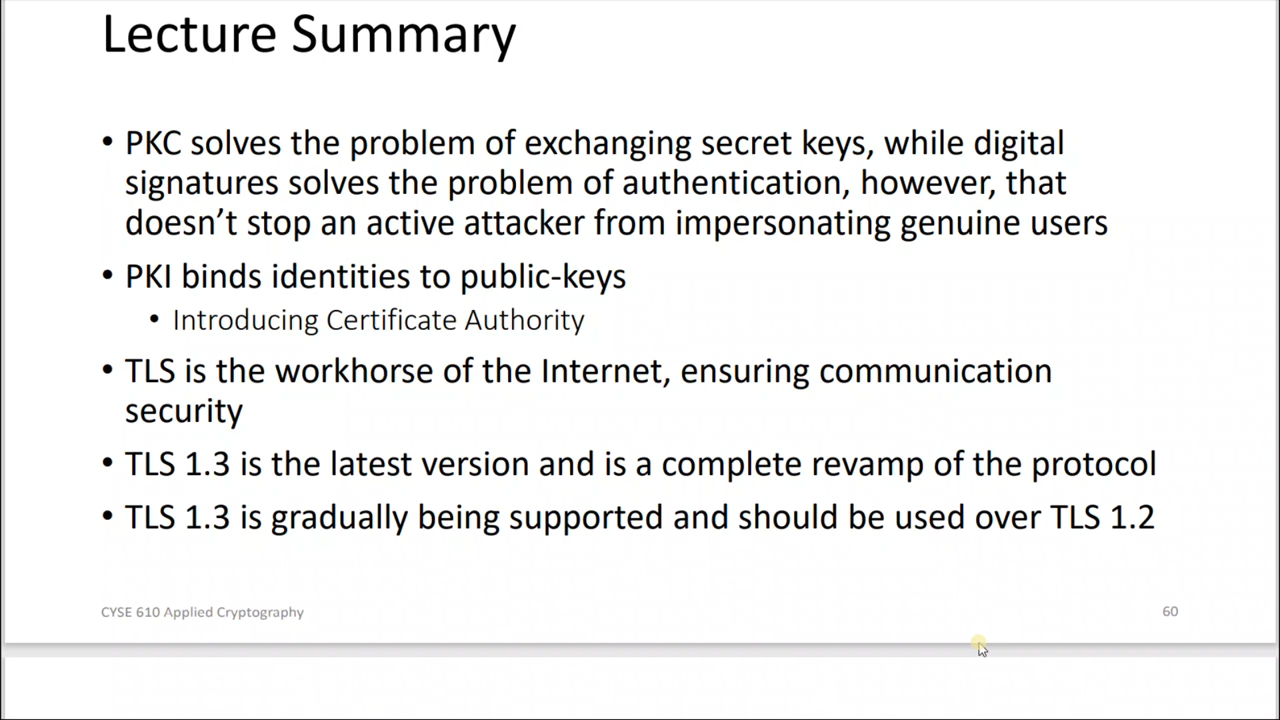 Lecture Summary
• PKC solves the problem of exchanging secret keys, while digital
signatures solves the problem of authentication, however, that
doesn’t stop an active attacker from impersonating genuine users
• PKI binds identities to public-keys
• Introducing Certificate Authority
• TLS is the workhorse of the Internet, ensuring communication
security
• TLS 1.3 is the latest version and is a complete revamp of the protocol
• TLS 1.3 is gradually being supported and should be used over TLS 1.2
CYSE 610 Applied Cryptography
60